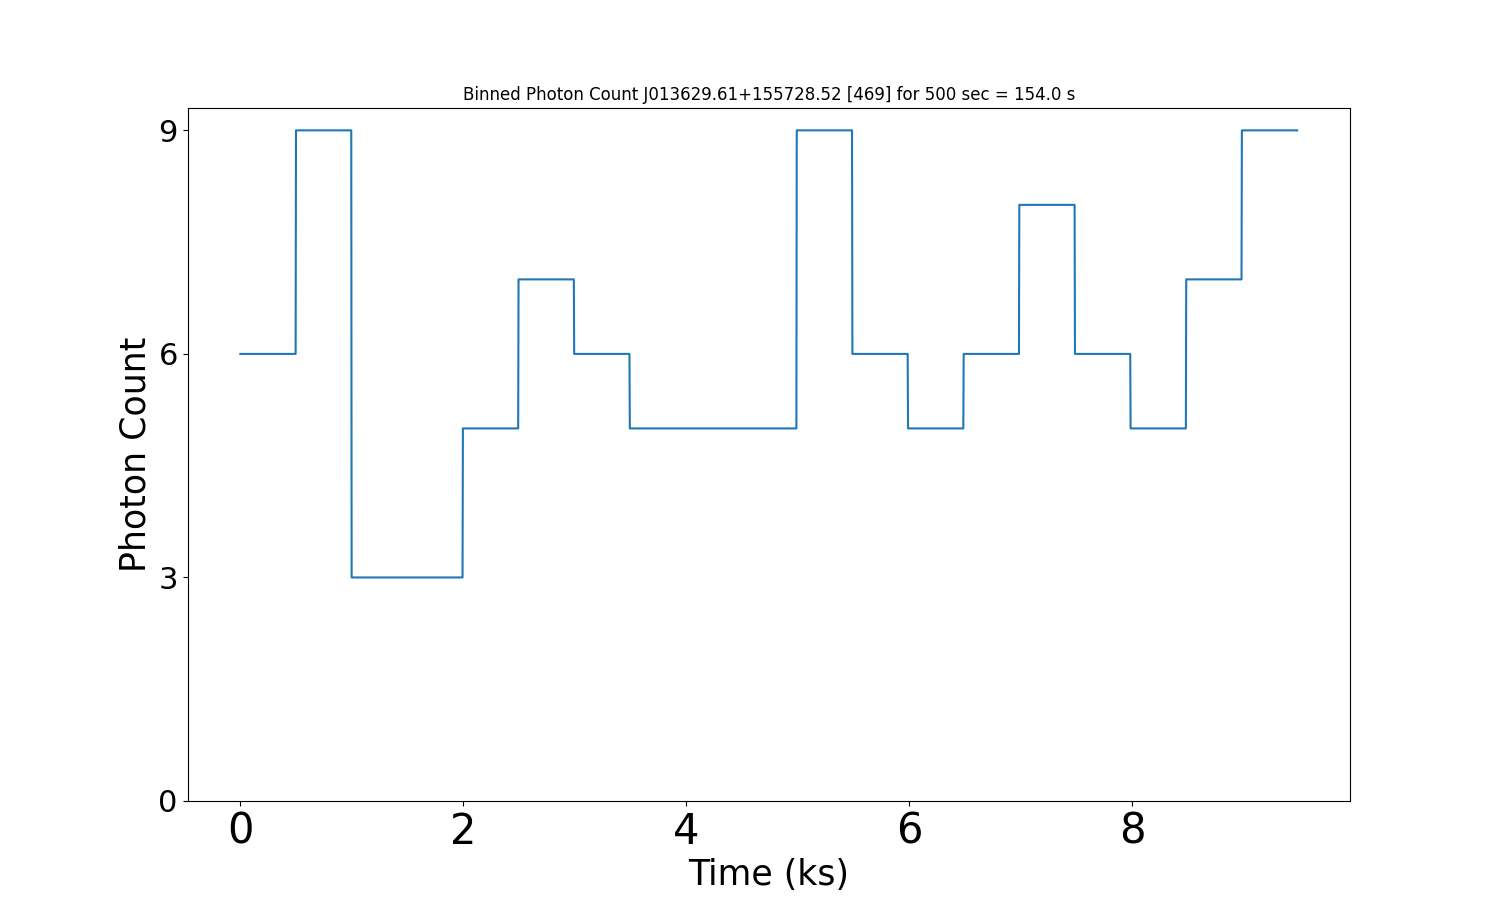 Binned Photon Count J013629.61+155728.52 [469] for 500 sec = 154.0 s
9
6
3
0
Photon Count
0 2 4 6 8
Time (ks)